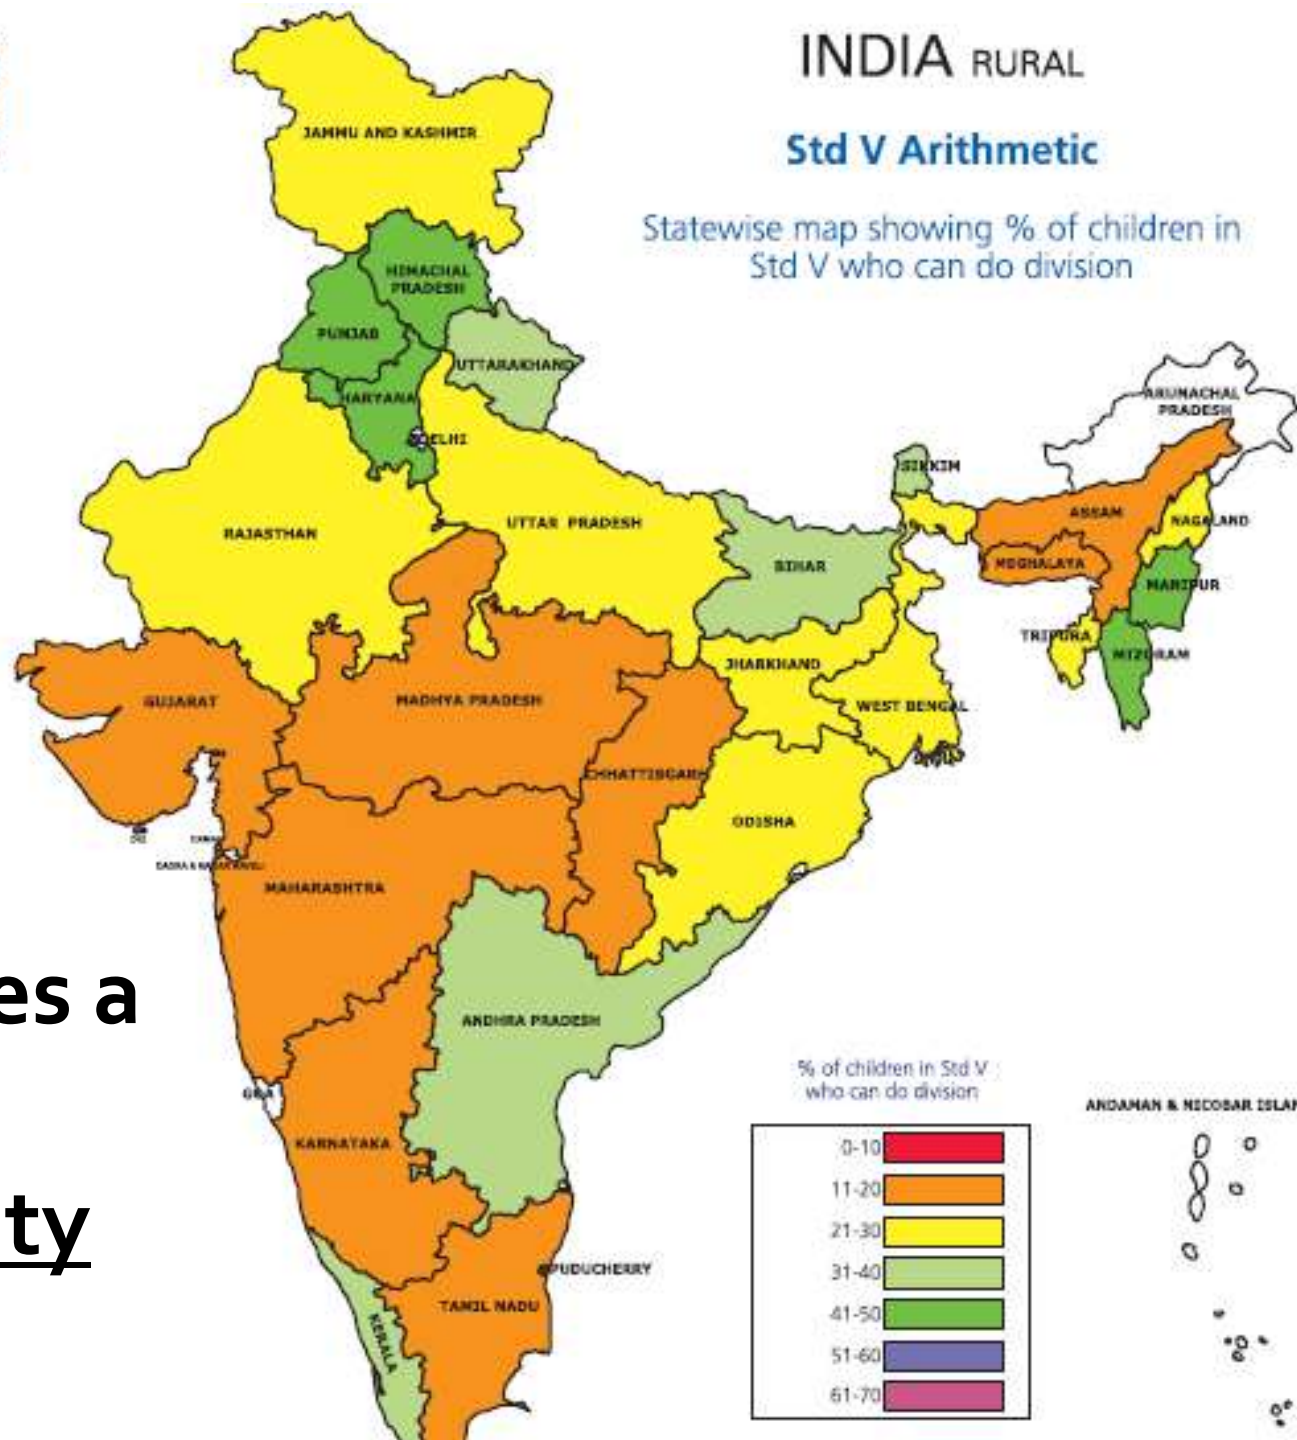 INDIA RURAL
Std V Arithmetic
Statewise map showing % of children in
Std V who can do division
JAMMU AND KASHMIR
HIMACHAL
PRADESH
PUNJAB
UTTARAKHAND
HARYANA
DELHI
ARUNACHAL
PRADESH
SIKKIM
ASSAM
NAGALAND
RAJASTHAN
UTTAR PRADESH
BIHAR
MEGHALAYA
MANIPUR
TRIPURA
MIZORAM
JHARKHAND
GUJARAT
MADHYA PRADESH
WEST BENGAL
CHHATTISGARH
ODISHA
MAHARASHTRA
es a
ANDHRA PRADESH
GOA
KARNATAKA
ity
PUDUCHERRY
TAMIL NADU
KERALA
% of children in Std V
who can do division
0-10
11-20
21-30
31-40
41-50
51-60
61-70
ANDAMAN & NICOBAR ISLAN